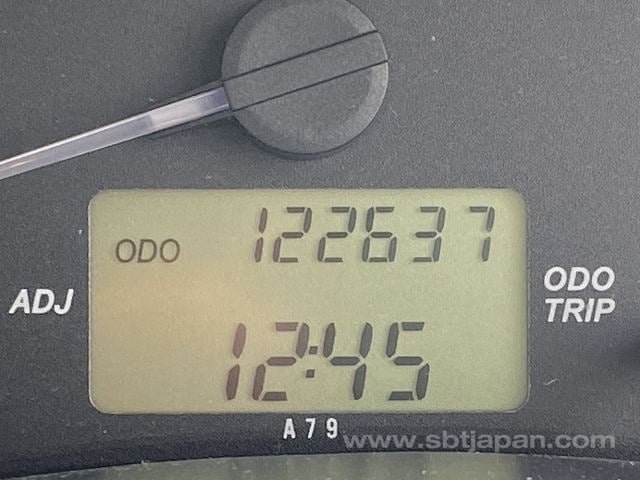 ODO 122637
ADJ
ODO
TRIP
12:45
A79
www.sbtjapan.com